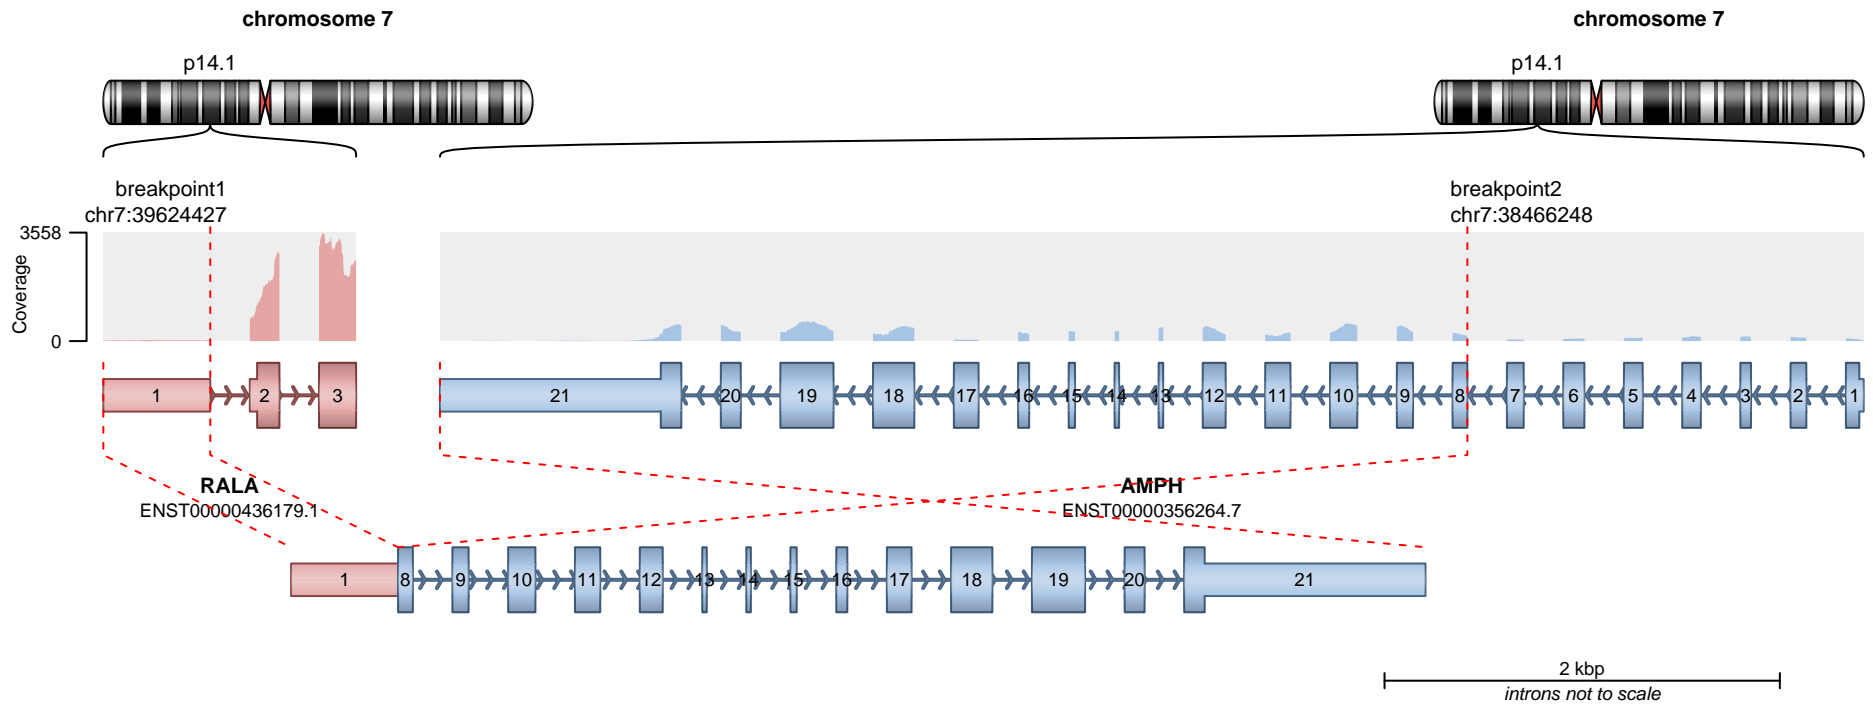 chromosome 7
chromosome 7
p14.1
p14.1
breakpoint1
chr7:39624427
breakpoint2
chr7:38466248
3558
0
Coverage
1 2 3
21 20 19 18 17 16 15 14 13 12 11 10 9 8 7 6 5 4 3 2 1
RALA
ENST00000436179.1
AMPH
ENST00000356264.7
1 8 9 10 11 12 13 14 15 16 17 18 19 20 21
2 kbp
introns not to scale